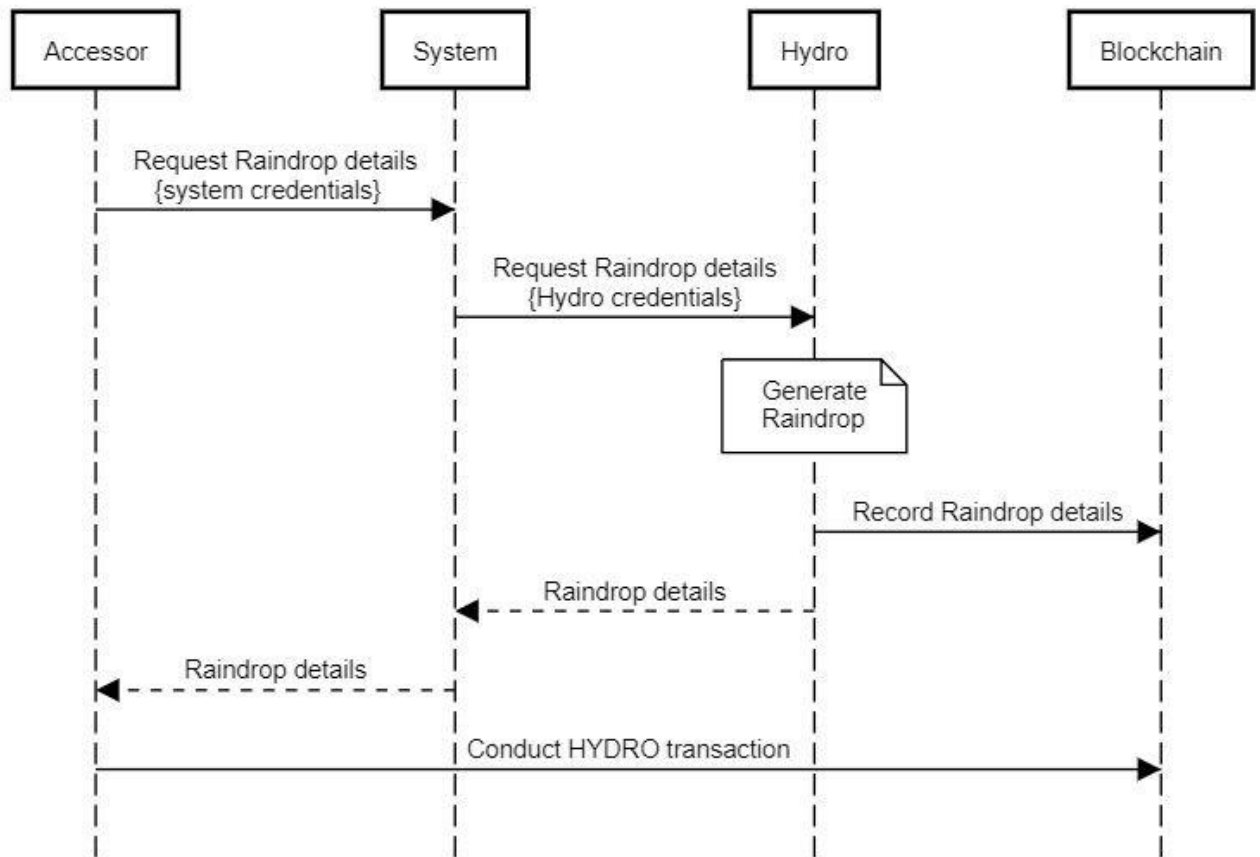 Accessor
System
Hydro
Blockchain
Request Raindrop details
{system credentials}
Request Raindrop details
{Hydro credentials}
Generate
Raindrop
Record Raindrop details
Raindrop details
Raindrop details
Conduct HYDRO transaction